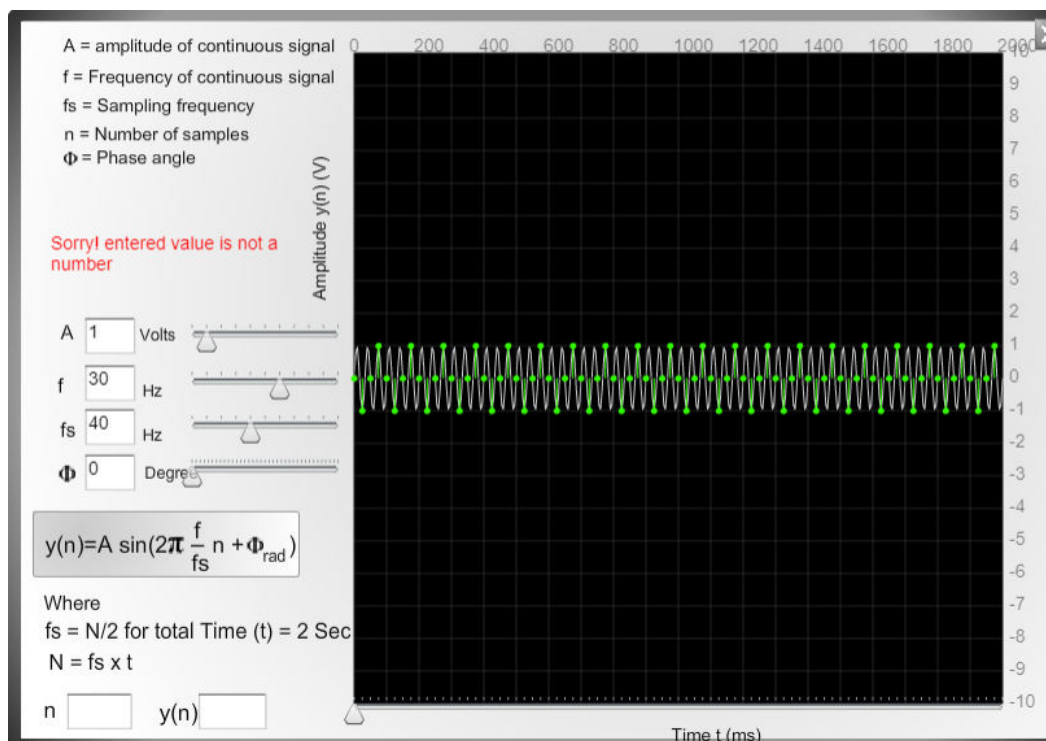 A = amplitude of continuous signal
f = Frequency of continuous signal
fs = Sampling frequency
n = Number of samples
Φ = Phase angle
Sorry! entered value is not a
number
A 1 Volts
f 30 Hz
fs 40 Hz
Φ 0 Degre
y(n)=A sin(2π f/fs n +Φrad)
Where
fs = N/2 for total Time (t) = 2 Sec
N = fs x t
n y(n)
0 200 400 600 800 1000 1200 1400 1600 1800 2000
Amplitude y(n) (V)
10
9
8
7
6
5
4
3
2
1
0
-1
-2
-3
-4
-5
-6
-7
-8
-9
-10
Time t (ms)